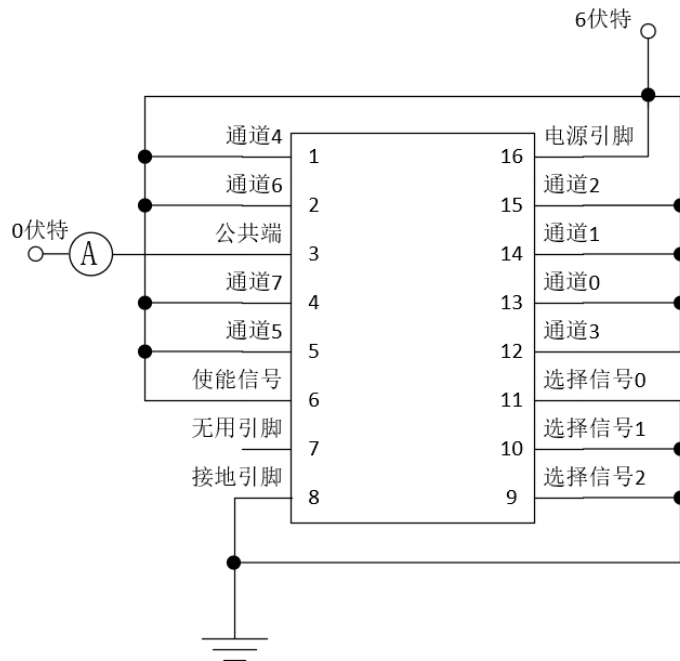 6伏特
通道4
1
16
电源引脚
通道6
2
15
通道2
0伏特
A
公共端
3
14
通道1
通道7
4
13
通道0
通道5
5
12
通道3
使能信号
6
11
选择信号0
无用引脚
7
10
选择信号1
接地引脚
8
9
选择信号2